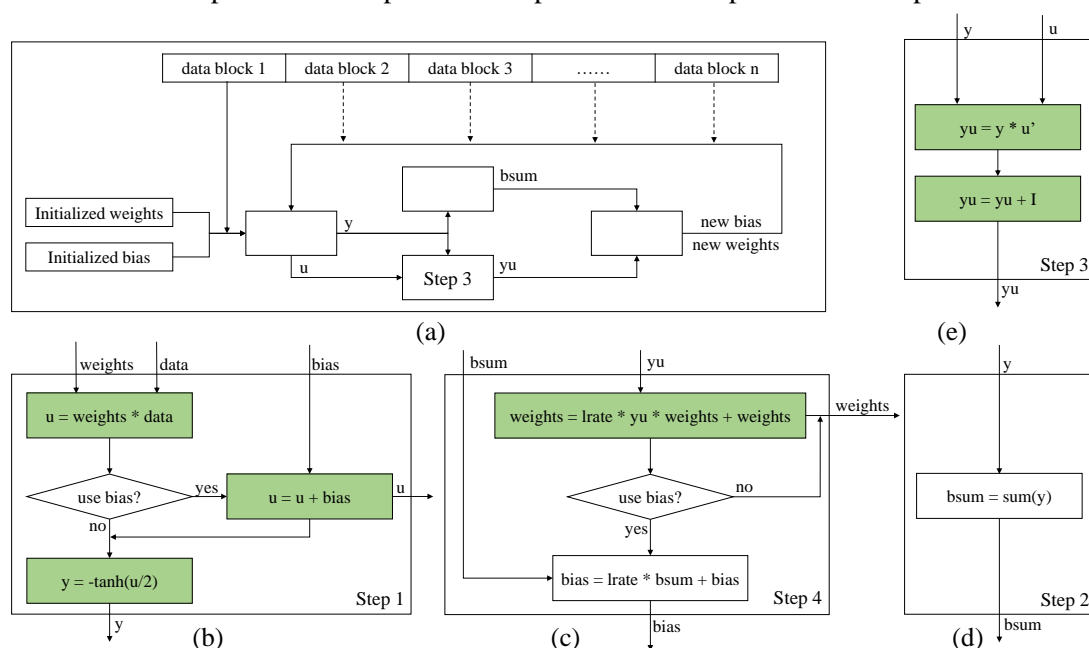 data block 1 data block 2 data block 3 …… data block n
bsum
Initialized weights
y
new bias
new weights
Initialized bias
u
Step 3
yu
(a)
y u
yu = y * u’
yu = yu + I
Step 3
yu
(e)
weights data bias
u = weights * data
use bias?
yes
u = u + bias
u
no
y = -tanh(u/2)
Step 1
y
(b)
bsum yu
weights = lrate * yu * weights + weights
weights
use bias?
no
yes
bias = lrate * bsum + bias
Step 4
bias
(c)
y
bsum = sum(y)
Step 2
bsum
(d)